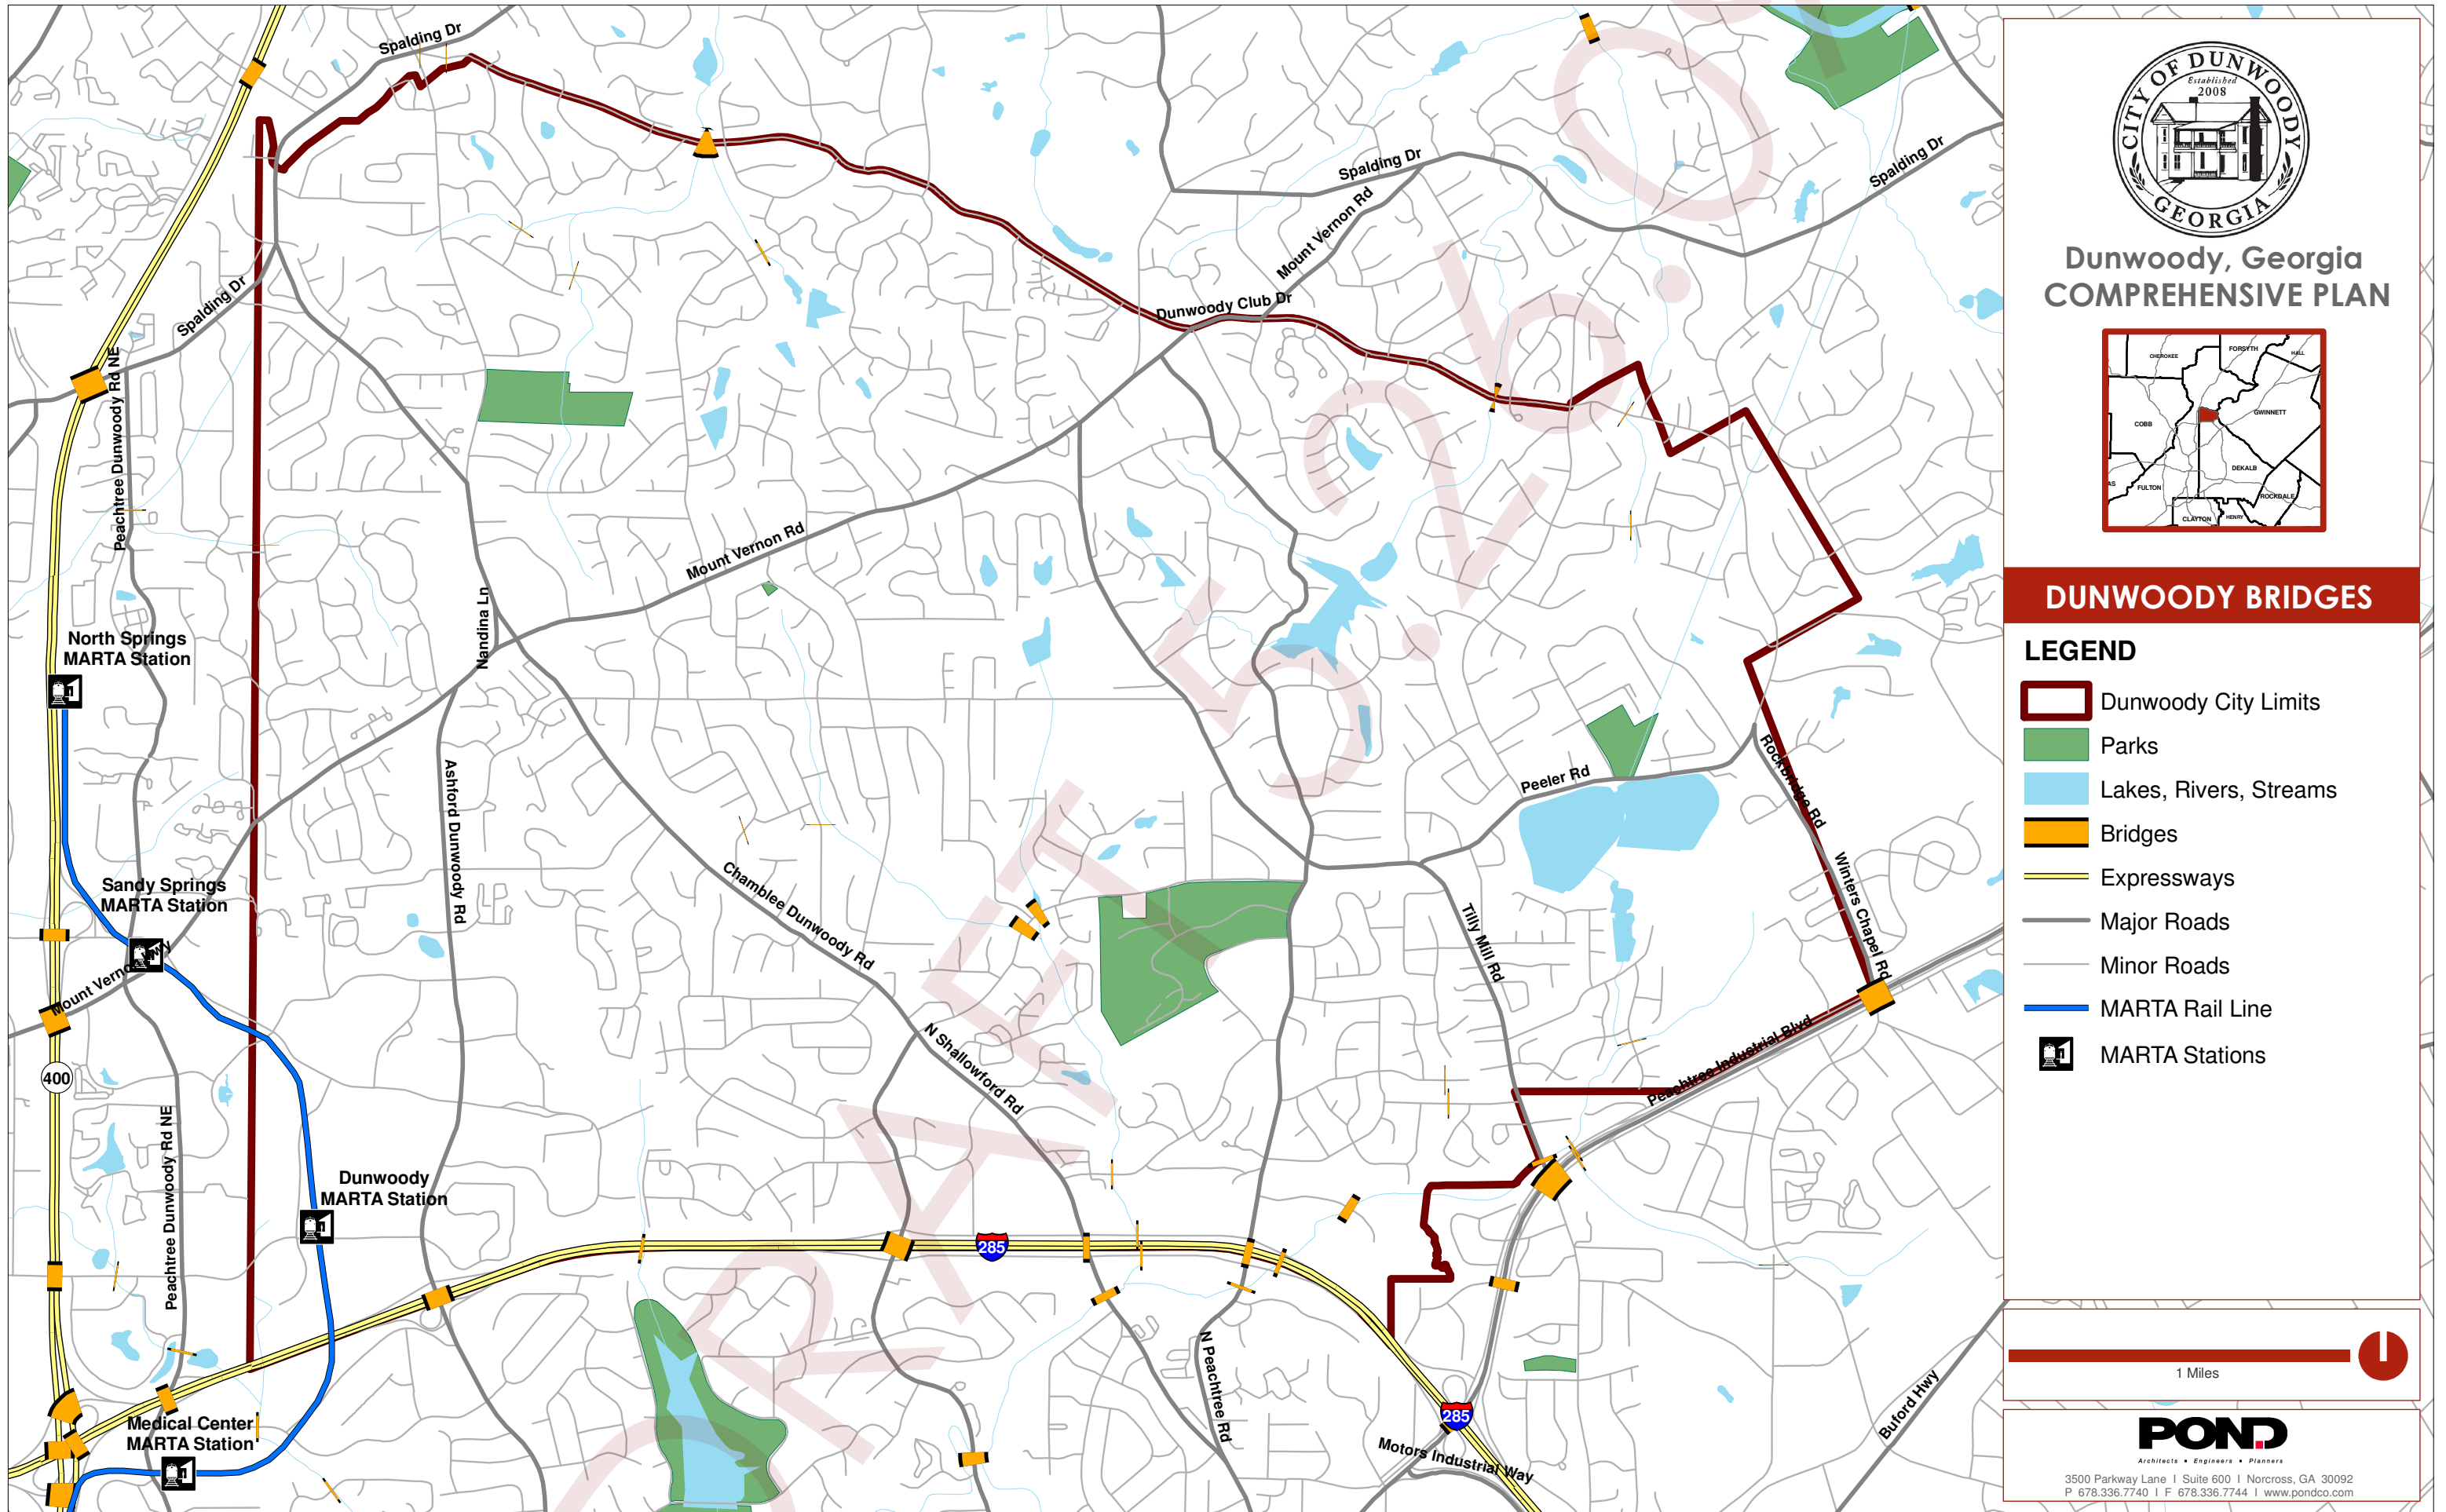 Spalding Dr
Spalding Dr
Spalding Dr
Mount Vernon Rd
Dunwoody Club Dr
Spalding Dr
Peachtree Dunwoody Rd NE
Mount Vernon Rd
Nandina Ln
North Springs
MARTA Station
Ashford Dunwoody Rd
Peeler Rd
Rockbridge Rd
Winters Chapel Rd
Chamblee Dunwoody Rd
Sandy Springs
MARTA Station
Mount Vernon Hwy
Tilly Mill Rd
N Shallowford Rd
Peachtree Industrial Blvd
400
Peachtree Dunwoody Rd NE
Dunwoody
MARTA Station
285
N Peachtree Rd
285
Medical Center
MARTA Station
Motors Industrial Way
Buford Hwy
CITY OF DUNWOODY
Established
2008
GEORGIA
Dunwoody, Georgia
COMPREHENSIVE PLAN
CHEROKEE
FORSYTH
HALL
COBB
GWINNETT
DEKALB
AS
FULTON
ROCKDALE
CLAYTON
HENRY
DUNWOODY BRIDGES
LEGEND
Dunwoody City Limits
Parks
Lakes, Rivers, Streams
Bridges
Expressways
Major Roads
Minor Roads
MARTA Rail Line
MARTA Stations
1 Miles
POND
Architects • Engineers • Planners
3500 Parkway Lane I Suite 600 I Norcross, GA 30092
P 678.336.7740 I F 678.336.7744 I www.pondco.com